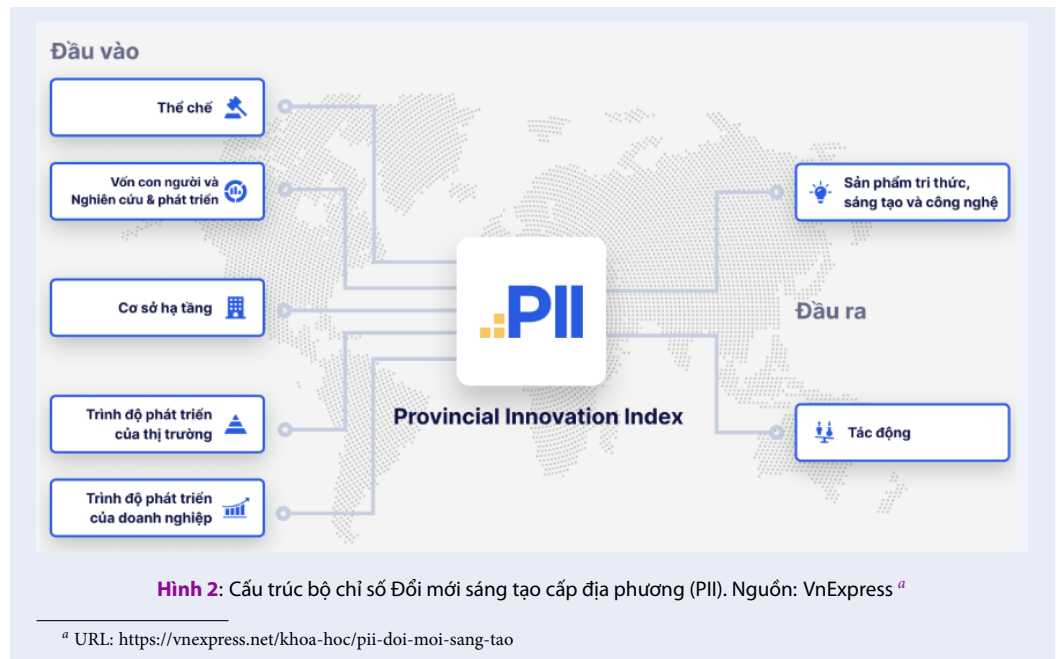 Đầu vào
Thể chế
Vốn con người và
Nghiên cứu & phát triển
Cơ sở hạ tầng
Trình độ phát triển
của thị trường
Trình độ phát triển
của doanh nghiệp
PII
Provincial Innovation Index
Sản phẩm tri thức,
sáng tạo và công nghệ
Đầu ra
Tác động
Hình 2: Cấu trúc bộ chỉ số Đổi mới sáng tạo cấp địa phương (PII). Nguồn: VnExpress a
a URL: https://vnexpress.net/khoa-hoc/pii-doi-moi-sang-tao